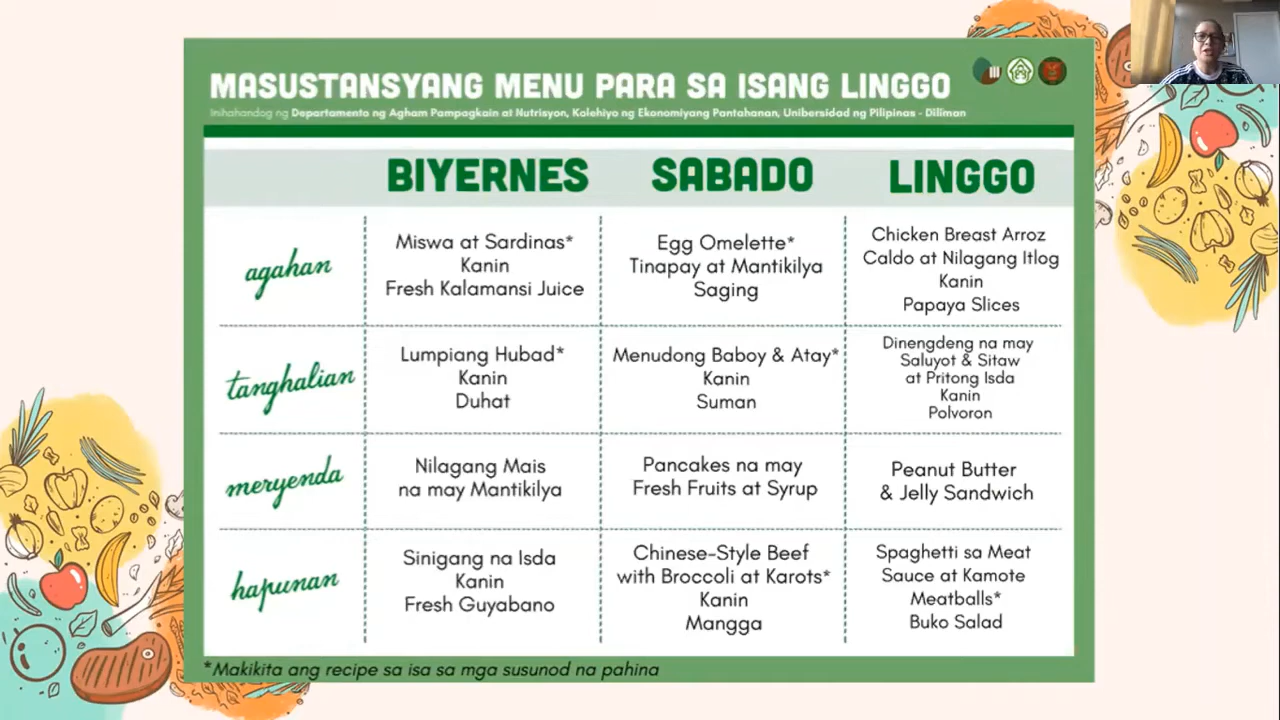 MASUSTANSYANG MENU PARA SA ISANG LINGGO
Inihahandog ng Departamento ng Agham Pampagkain at Nutrisyon, Kolehiyo ng Ekonomiyang Pantahanan, Unibersidad ng Pilipinas - Diliman
BIYERNES
SABADO
LINGGO
agahan
Miswa at Sardinas*
Kanin
Fresh Kalamansi Juice
Egg Omelette*
Tinapay at Mantikilya
Saging
Chicken Breast Arroz
Caldo at Nilagang Itlog
Kanin
Papaya Slices
tanghalian
Lumpiang Hubad*
Kanin
Duhat
Menudong Baboy & Atay*
Kanin
Suman
Dinengdeng na may
Saluyot & Sitaw
at Pritong Isda
Kanin
Polvoron
meryenda
Nilagang Mais
na may Mantikilya
Pancakes na may
Fresh Fruits at Syrup
Peanut Butter
& Jelly Sandwich
hapunan
Sinigang na Isda
Kanin
Fresh Guyabano
Chinese-Style Beef
with Broccoli at Karots*
Kanin
Mangga
Spaghetti sa Meat
Sauce at Kamote
Meatballs*
Buko Salad
*Makikita ang recipe sa isa sa mga susunod na pahina